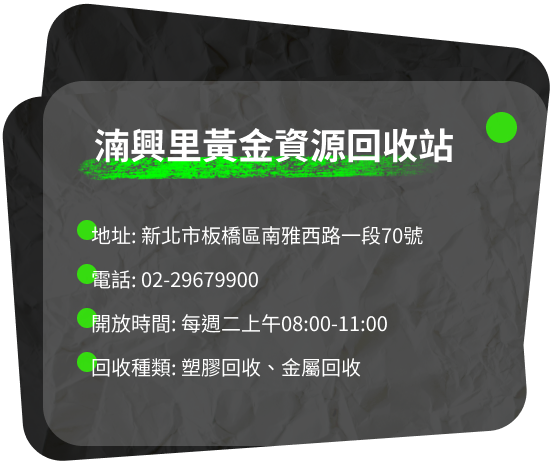 湳興里黃金資源回收站
地址: 新北市板橋區南雅西路一段70號
電話: 02-29679900
開放時間: 每週二上午08:00-11:00
回收種類: 塑膠回收、金屬回收